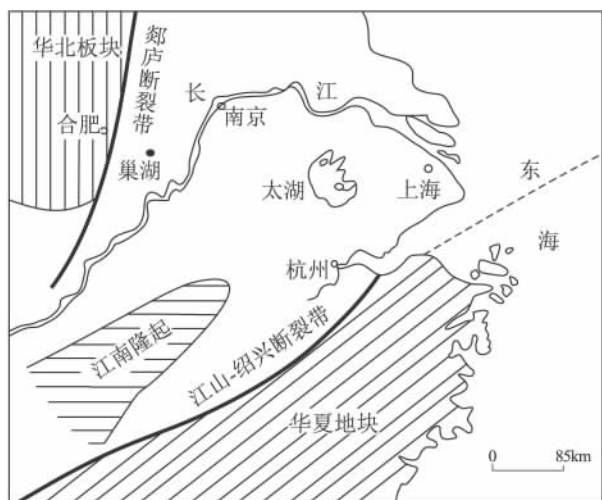 华北板块
郯庐断裂带
合肥
巢湖
长江
南京
太湖
上海
东海
杭州
江南隆起
江山-绍兴断裂带
华夏地块
0 85km